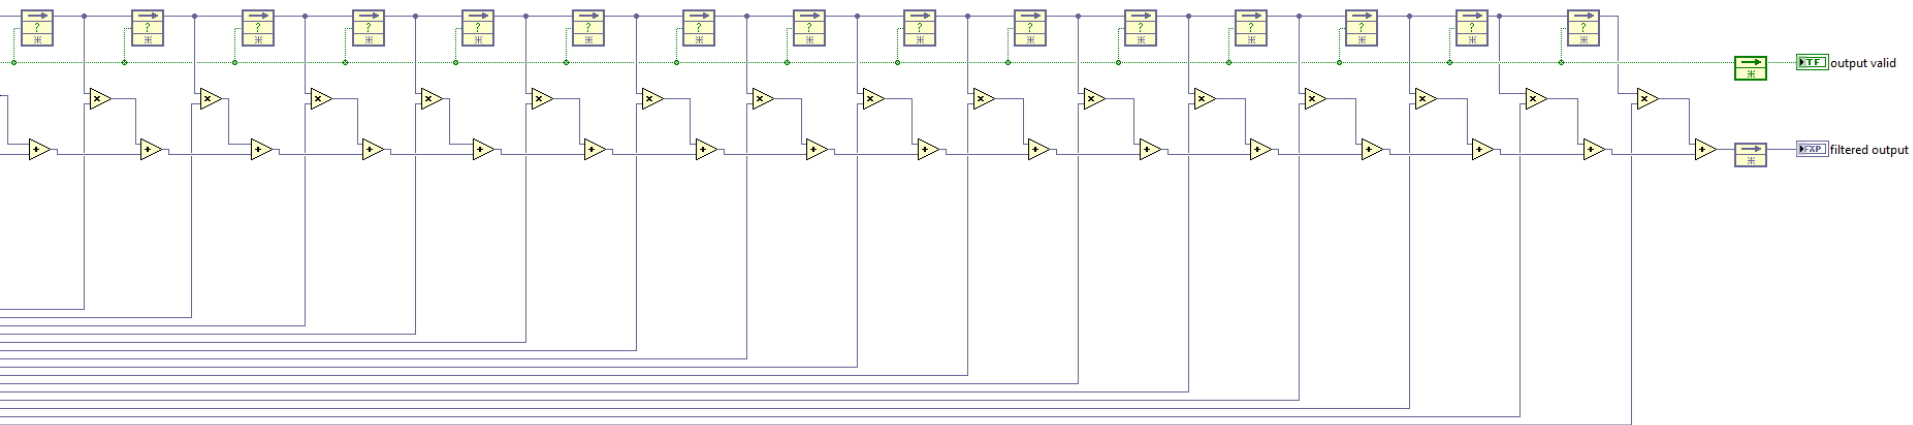 ? ? ? ? ? ? ? ? ? ? ? ? ? ? ?
TF output valid
× × × × × × × × × × × × × × ×
+ + + + + + + + + + + + + + + +
FXP filtered output